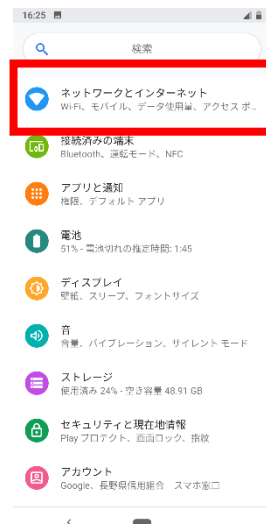 16:25
検索
ネットワークとインターネット
Wi-Fi、モバイル、データ使用量、アクセス ポ...
接続済みの端末
Bluetooth、運転モード、NFC
アプリと通知
権限、デフォルト アプリ
電池
51% - 電池切れの推定時間: 1:45
ディスプレイ
壁紙、スリープ、フォントサイズ
音
音量、バイブレーション、サイレント モード
ストレージ
使用済み 24% - 空き容量 48.91 GB
セキュリティと現在地情報
Play プロテクト、画面ロック、指紋
アカウント
Google、長野県信用組合　スマホ窓口